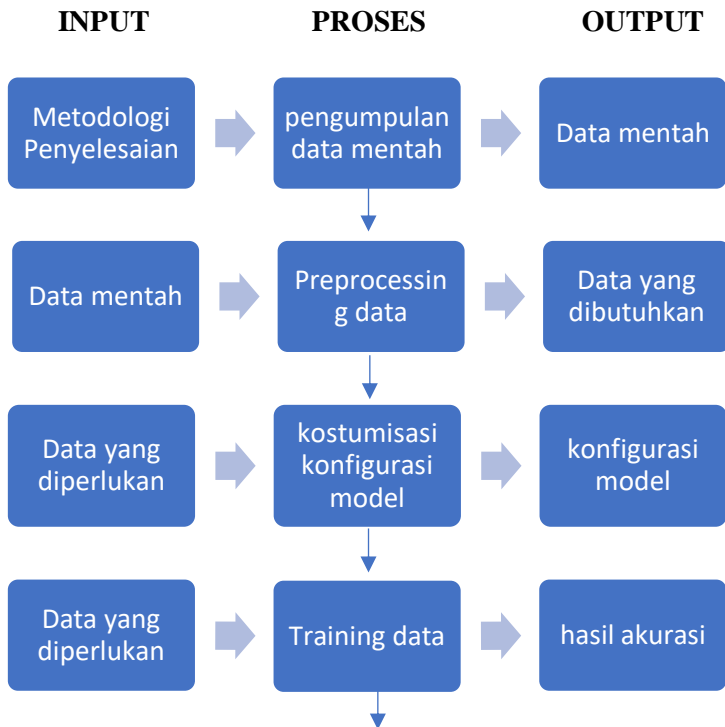 INPUT PROSES OUTPUT
Metodologi
Penyelesaian
pengumpulan
data mentah
Data mentah
Data mentah
Preprocessin
g data
Data yang
dibutuhkan
Data yang
diperlukan
kostumisasi
konfigurasi
model
konfigurasi
model
Data yang
diperlukan
Training data
hasil akurasi